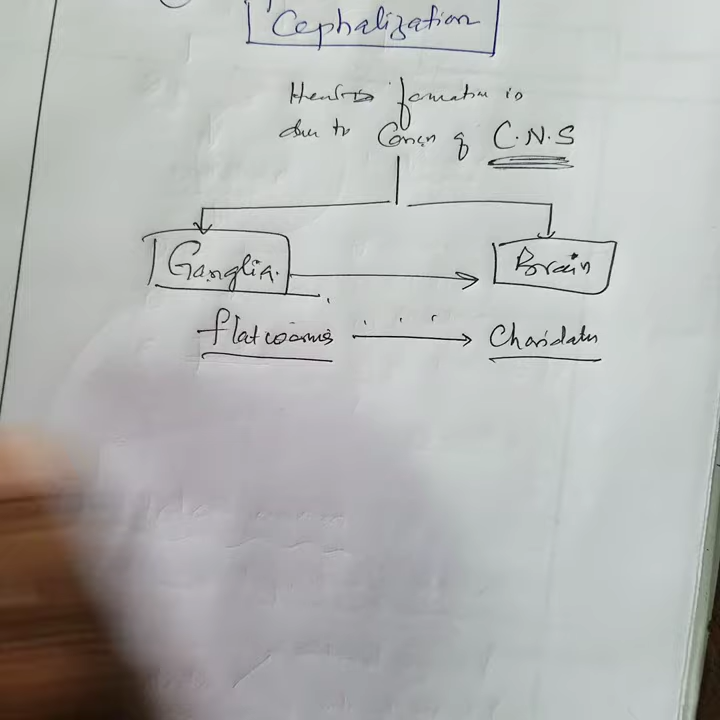 Cephalization
Head formation is
due to Concn of C.N.S
Ganglia. Brain
flatworms Chordates